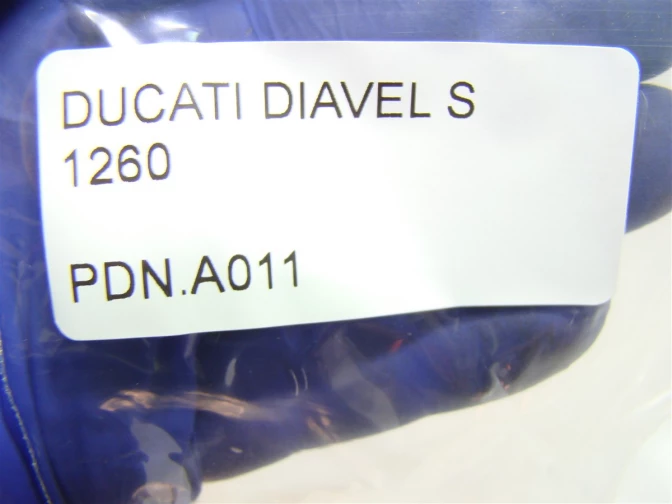 DUCATI DIAVEL S
1260
PDN.A011